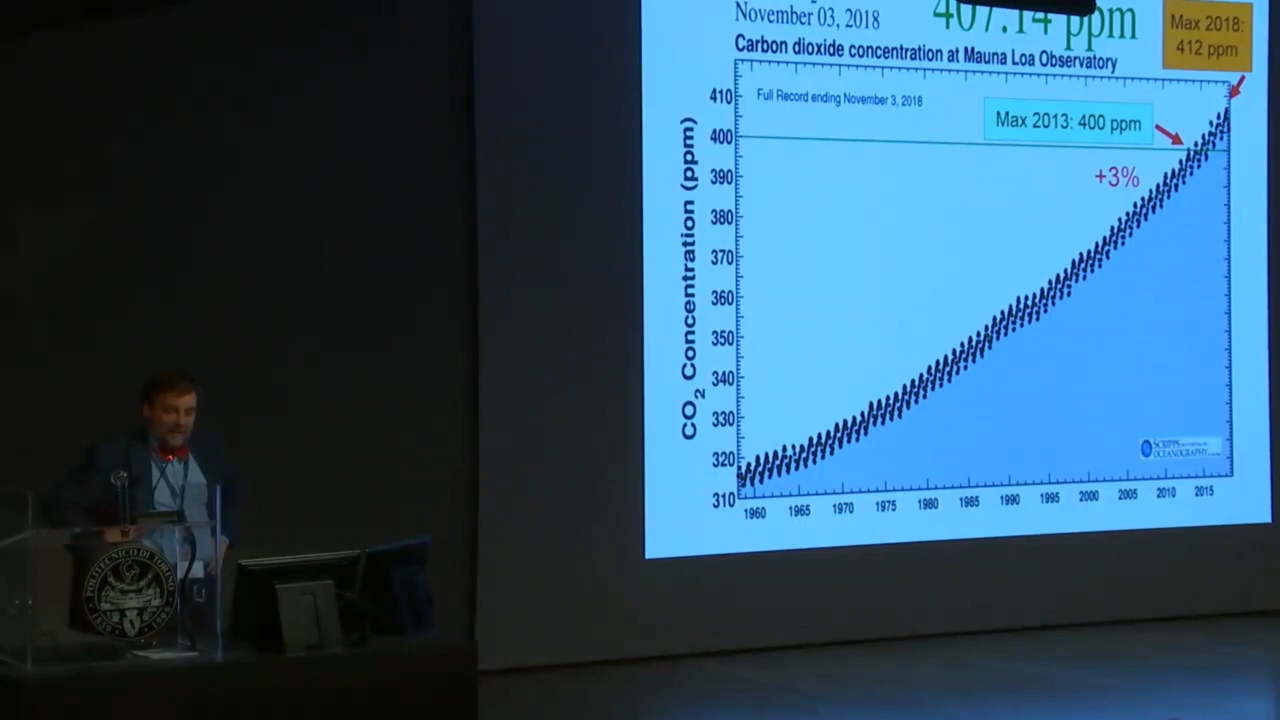 November 03, 2018
407.14 ppm
Max 2018:
412 ppm
Carbon dioxide concentration at Mauna Loa Observatory
Full Record ending November 3, 2018
Max 2013: 400 ppm
+3%
CO2 Concentration (ppm)
410
400
390
380
370
360
350
340
330
320
310
1960 1965 1970 1975 1980 1985 1990 1995 2000 2005 2010 2015
SCRIPPS
OCEANOGRAPHY
POLITECNICO DI TORINO